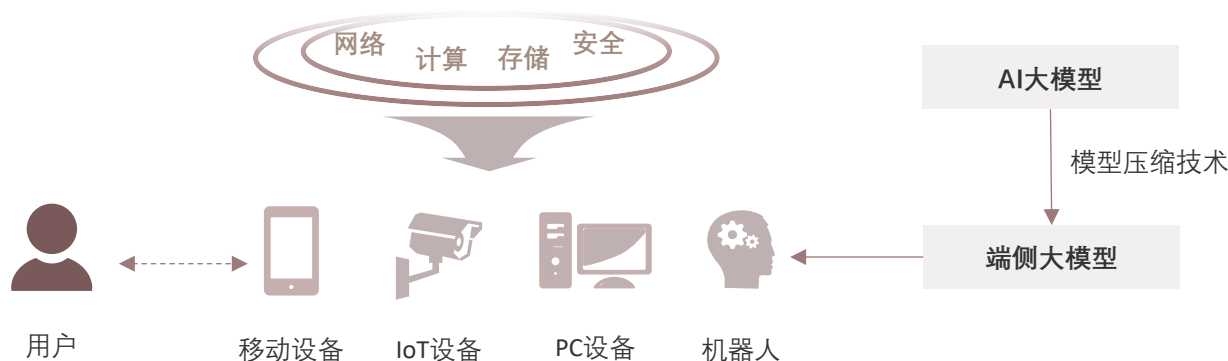 网络
计算
存储
安全
AI大模型
模型压缩技术
端侧大模型
用户
移动设备
IoT设备
PC设备
机器人